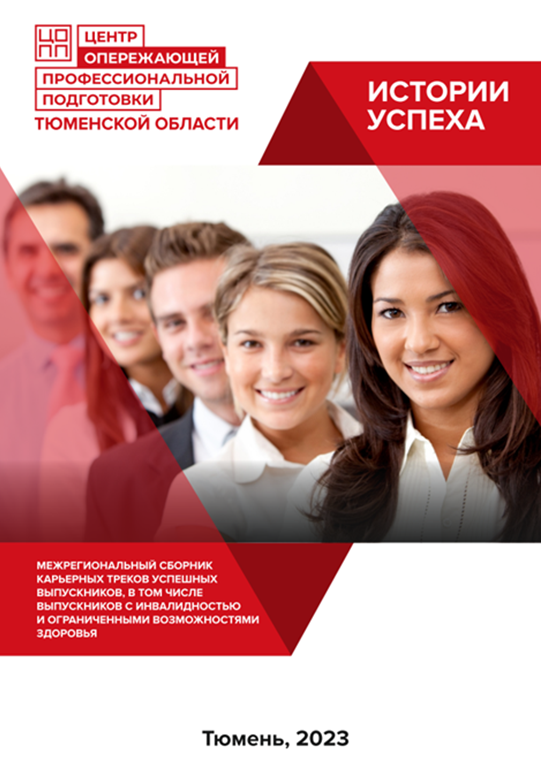 ЦОПП
ЦЕНТР
ОПЕРЕЖАЮЩЕЙ
ПРОФЕССИОНАЛЬНОЙ
ПОДГОТОВКИ
ТЮМЕНСКОЙ ОБЛАСТИ
ИСТОРИИ
УСПЕХА
МЕЖРЕГИОНАЛЬНЫЙ СБОРНИК
КАРЬЕРНЫХ ТРЕКОВ УСПЕШНЫХ
ВЫПУСКНИКОВ, В ТОМ ЧИСЛЕ
ВЫПУСКНИКОВ С ИНВАЛИДНОСТЬЮ
И ОГРАНИЧЕННЫМИ ВОЗМОЖНОСТЯМИ
ЗДОРОВЬЯ
Тюмень, 2023